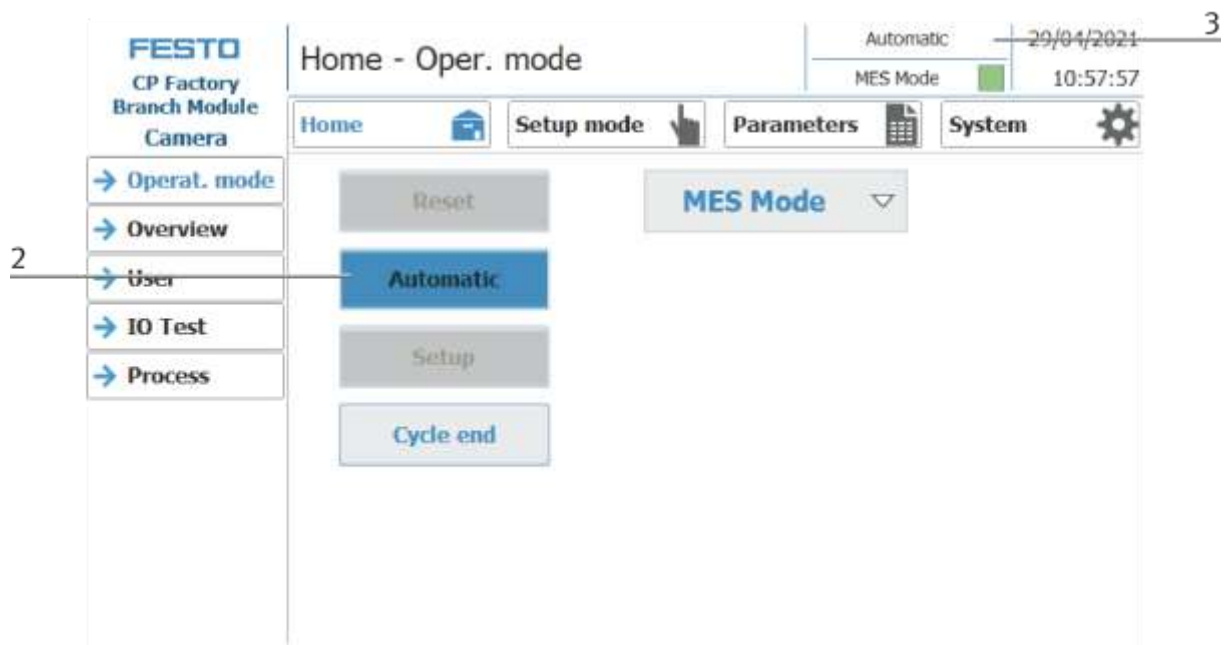 FESTO
CP Factory
Branch Module
Camera
Home - Oper. mode
Automatic
MES Mode
29/04/2021
10:57:57
3
Home
Setup mode
Parameters
System
Operat. mode
Overview
User
IO Test
Process
2
Reset
MES Mode
Automatic
Setup
Cycle end